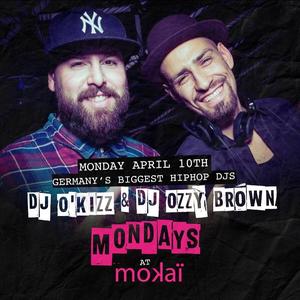 NY
MONDAY APRIL 10TH
GERMANY'S BIGGEST HIPHOP DJS
DJ O'KIZZ & DJ OZZY BROWN
MONDAYS
AT
mokaï